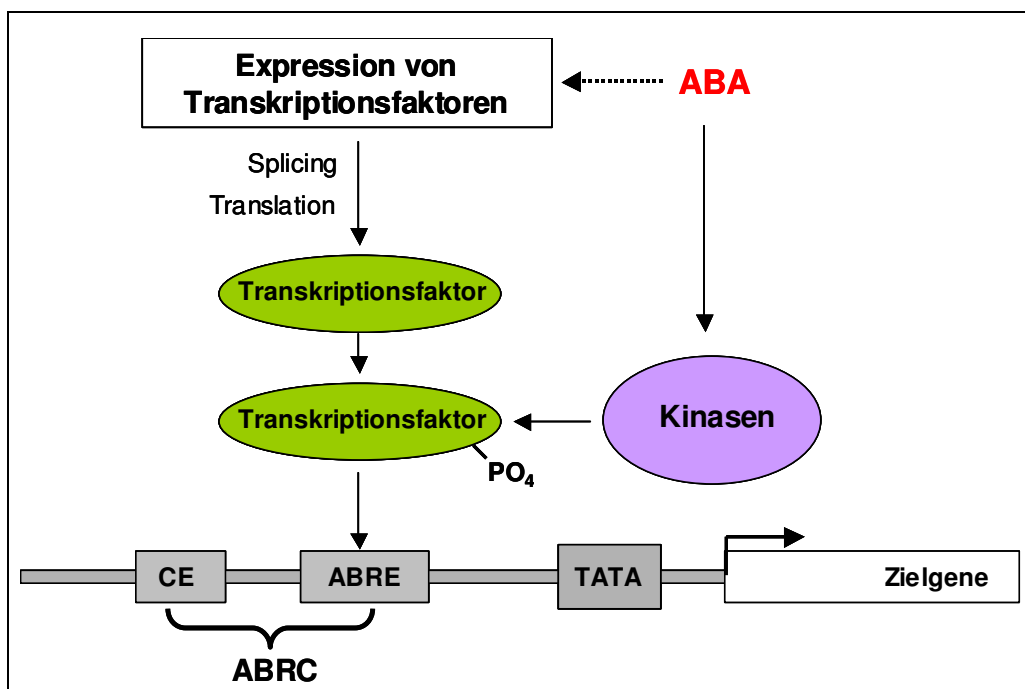 Expression von
Transkriptionsfaktoren
ABA
Splicing
Translation
Transkriptionsfaktor
Transkriptionsfaktor
Kinasen
PO₄
CE
ABRE
TATA
Zielgene
ABRC